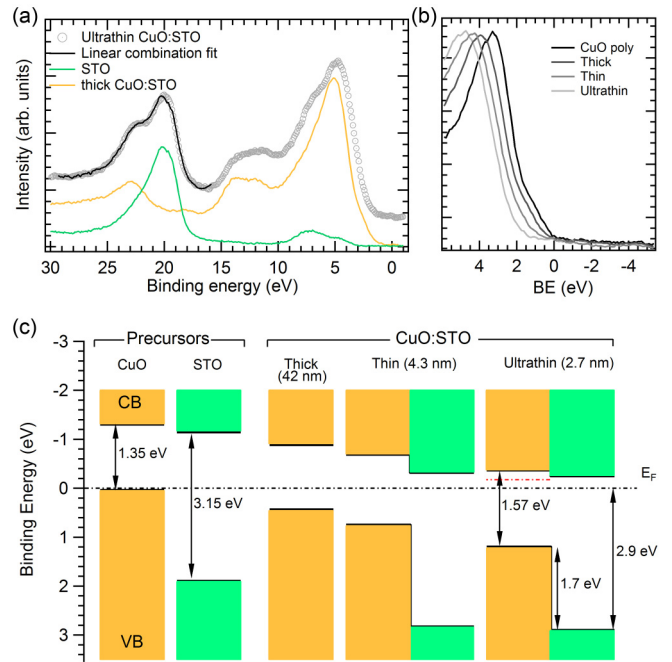 (a)
Ultrathin CuO:STO
Linear combination fit
STO
thick CuO:STO
Intensity (arb. units)
30 25 20 15 10 5 0
Binding energy (eV)
(b)
CuO poly
Thick
Thin
Ultrathin
4 2 0 -2 -4
BE (eV)
(c)
Precursors
CuO:STO
CuO STO Thick Thin (4.3 nm) Ultrathin (2.7 nm)
(42 nm)
-3
-2
-1
0
1
2
3
Binding Energy (eV)
CB
1.35 eV
3.15 eV
EF
1.57 eV
2.9 eV
1.7 eV
VB